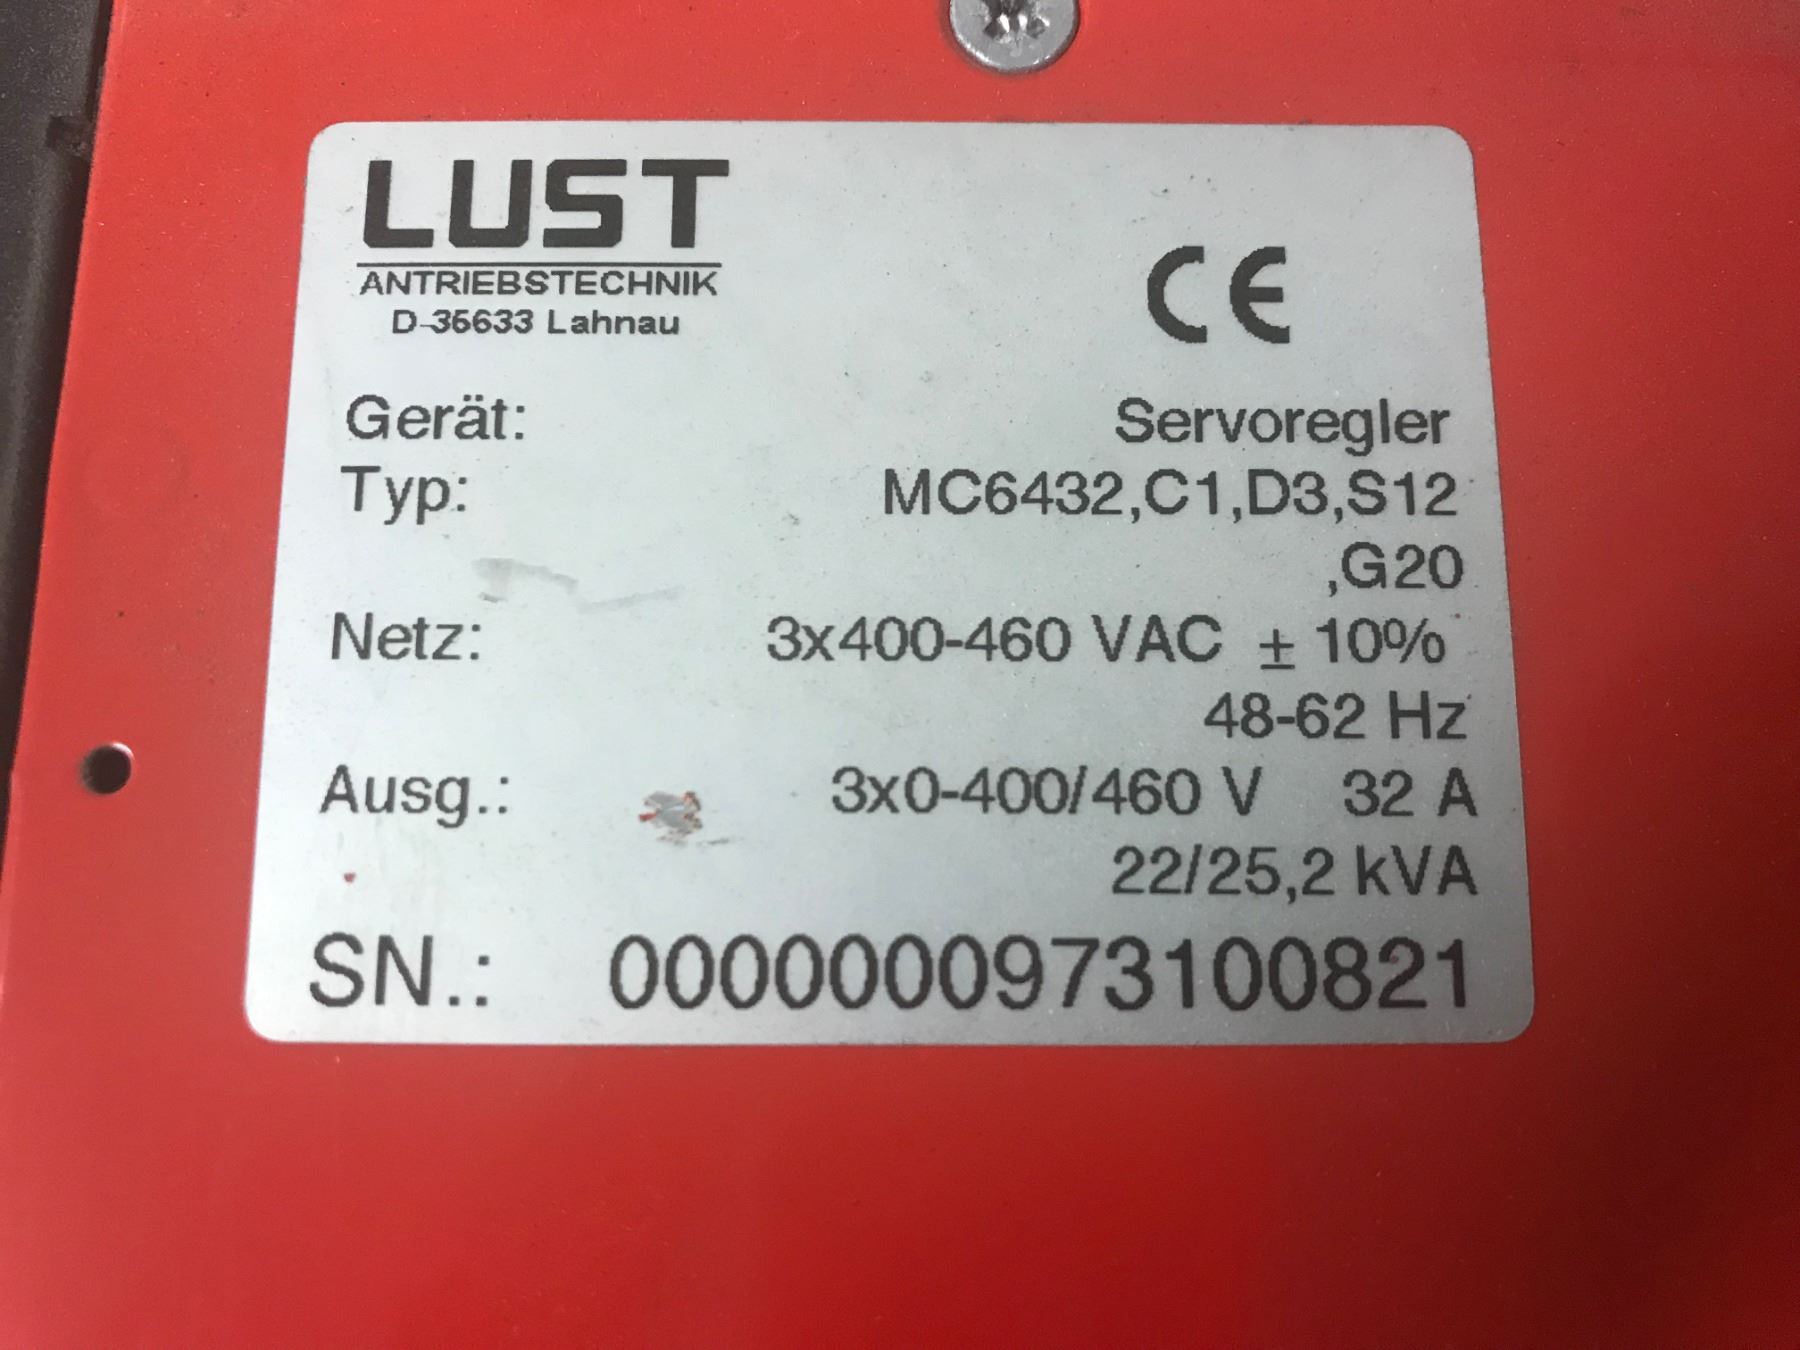 LUST
ANTRIEBSTECHNIK
D-35633 Lahnau
CE
Gerät: Servoregler
Typ: MC6432,C1,D3,S12
,G20
Netz: 3x400-460 VAC ± 10%
48-62 Hz
Ausg.: 3x0-400/460 V 32 A
22/25,2 kVA
SN.: 0000000973100821